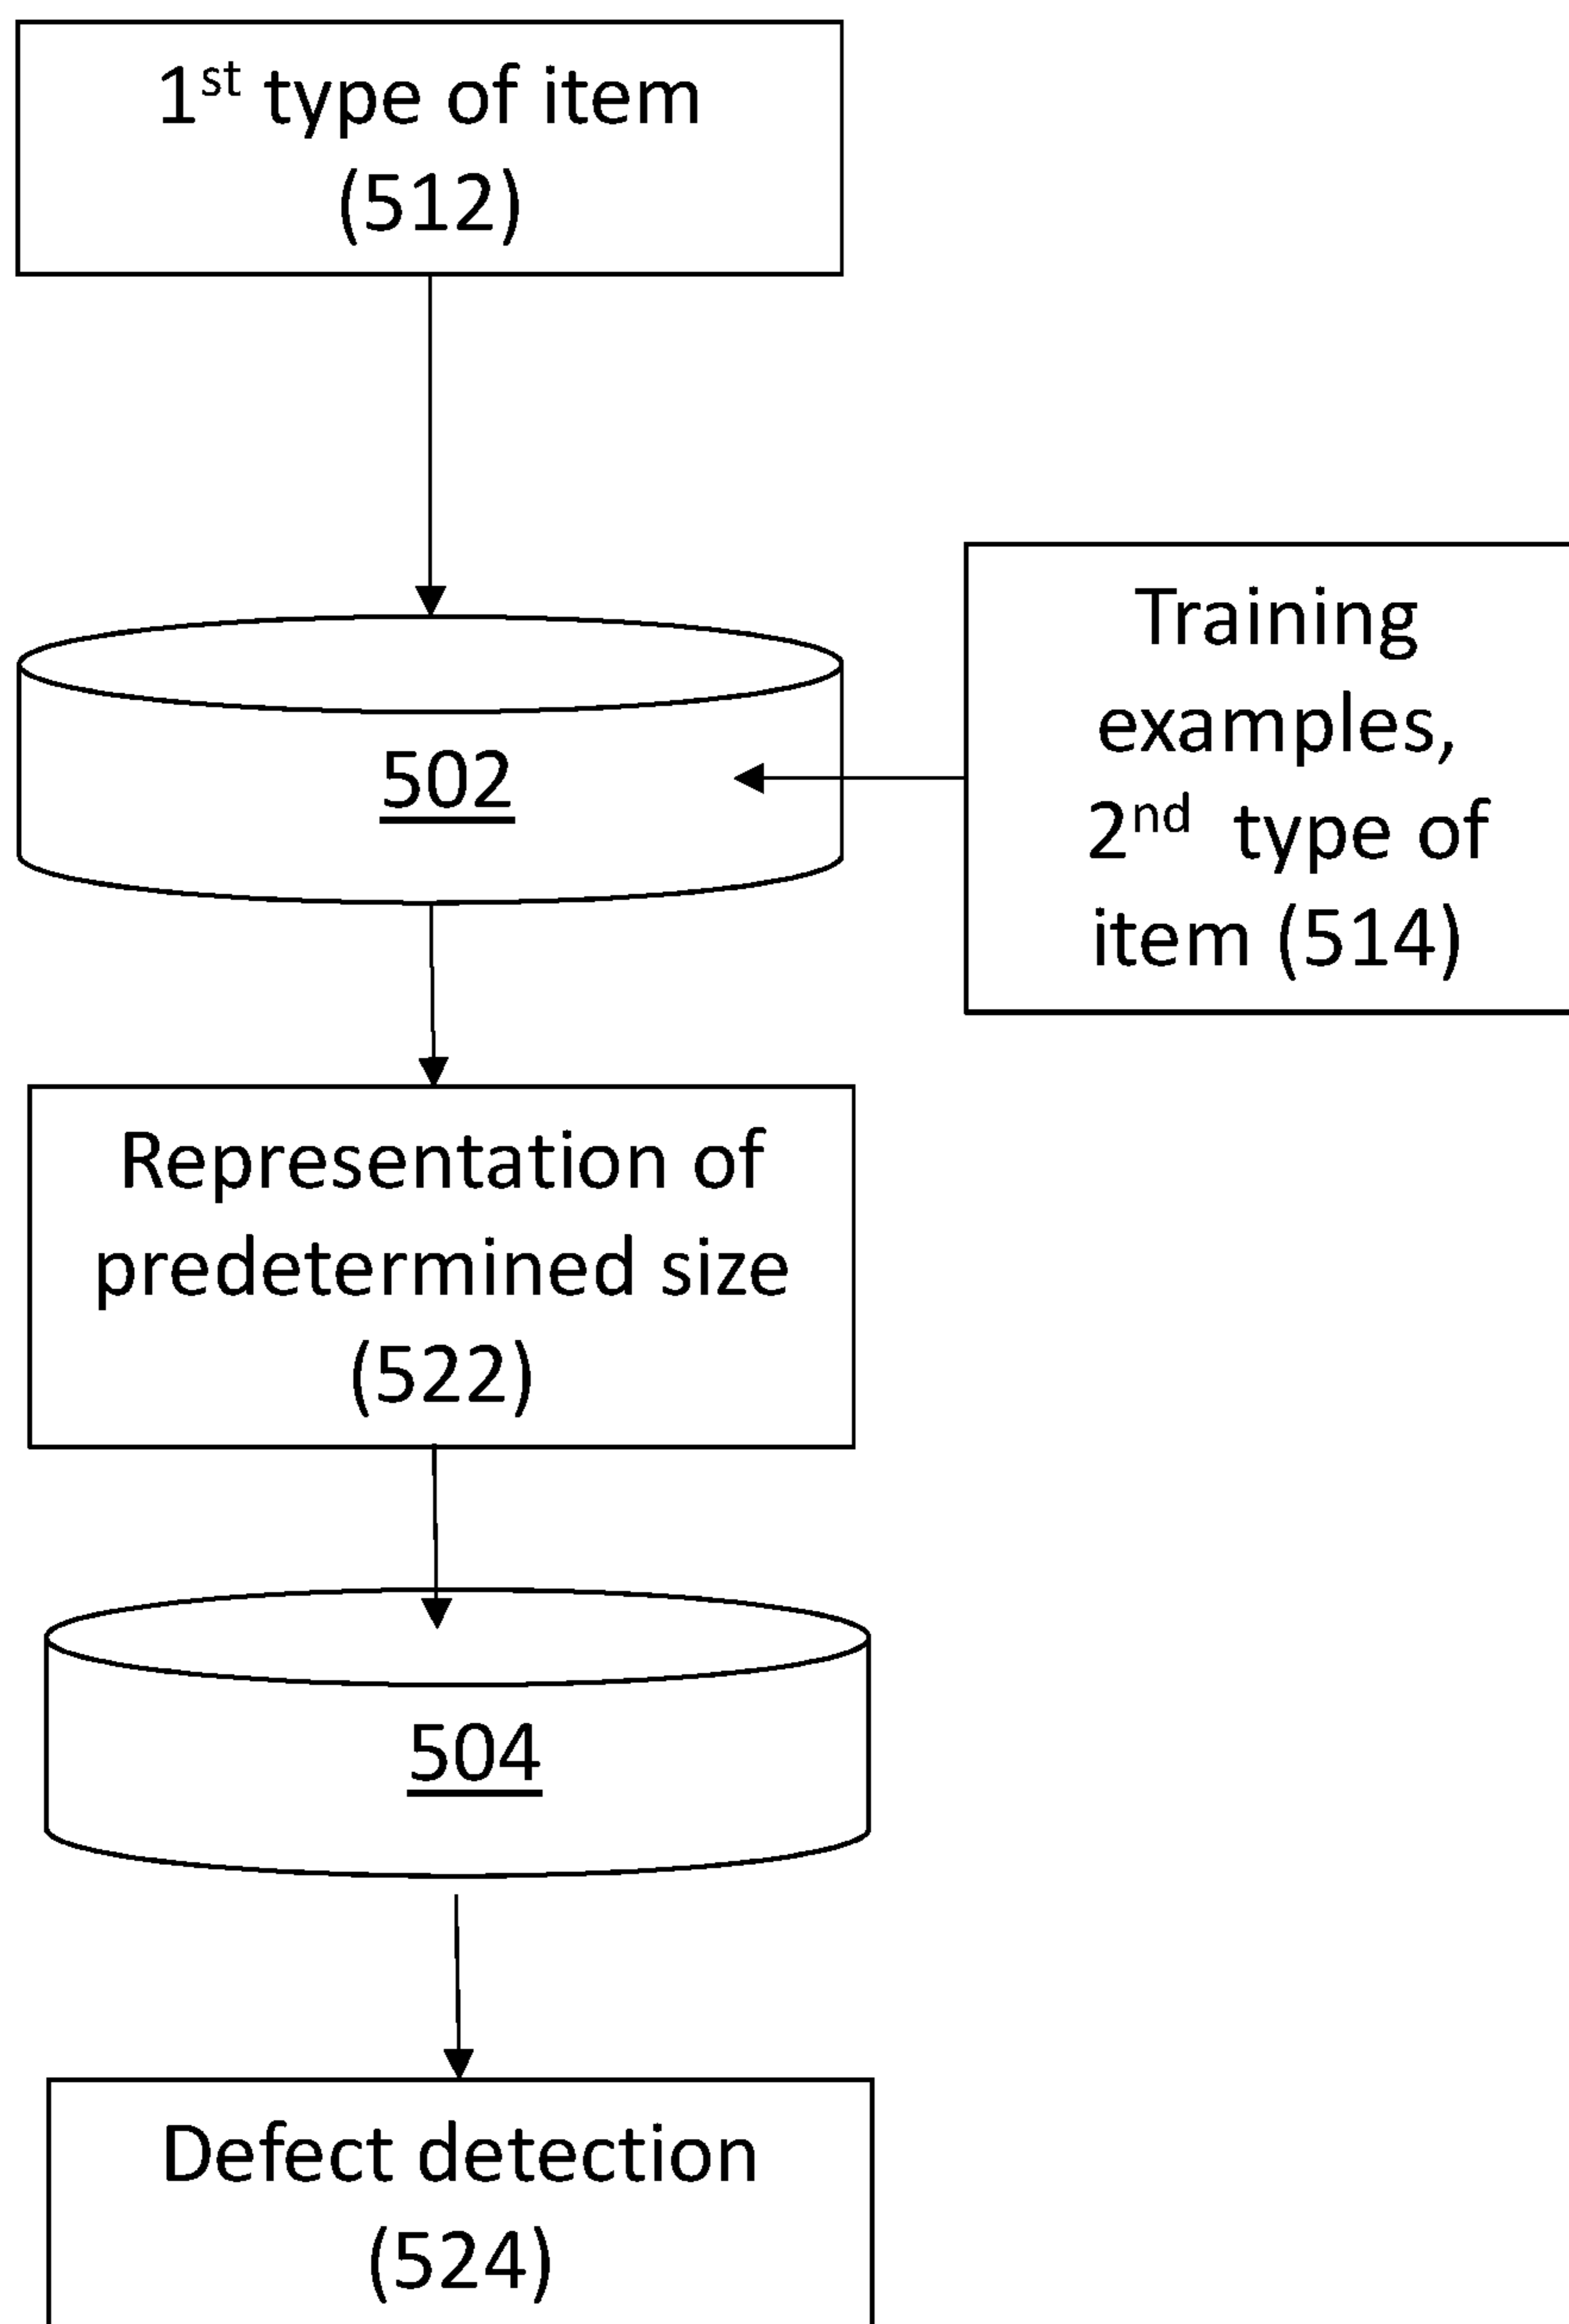 1st type of item
(512)
Training
examples,
502
2nd type of
item (514)
Representation of
predetermined size
(522)
504
Defect detection
(524)